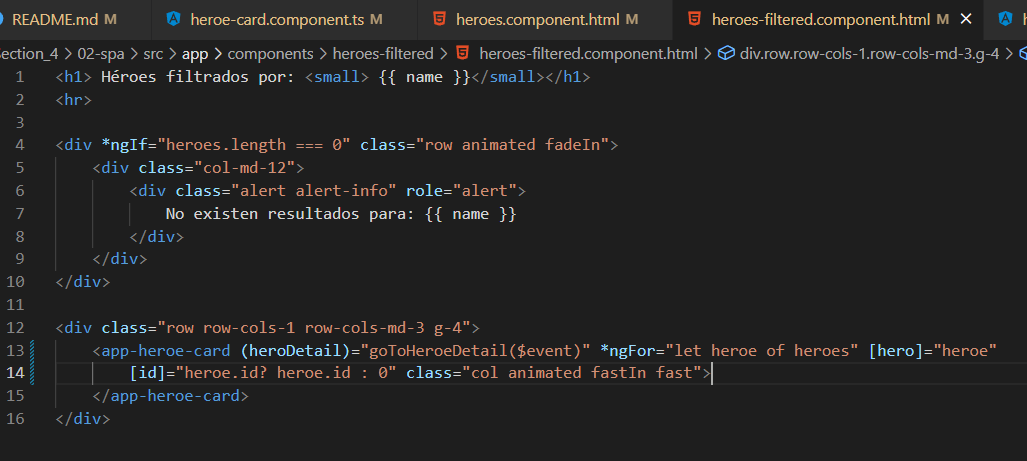 README.md M heroe-card.component.ts M heroes.component.html M heroes-filtered.component.html M
ection_4 > 02-spa > src > app > components > heroes-filtered > heroes-filtered.component.html > div.row.row-cols-1.row-cols-md-3.g-4 >
1 <h1> Héroes filtrados por: <small> {{ name }}</small></h1>
2 <hr>
3
4 <div *ngIf="heroes.length === 0" class="row animated fadeIn">
5 <div class="col-md-12">
6 <div class="alert alert-info" role="alert">
7 No existen resultados para: {{ name }}
8 </div>
9 </div>
10 </div>
11
12 <div class="row row-cols-1 row-cols-md-3 g-4">
13 <app-heroe-card (heroDetail)="goToHeroeDetail($event)" *ngFor="let heroe of heroes" [hero]="heroe"
14 [id]="heroe.id? heroe.id : 0" class="col animated fastIn fast">
15 </app-heroe-card>
16 </div>